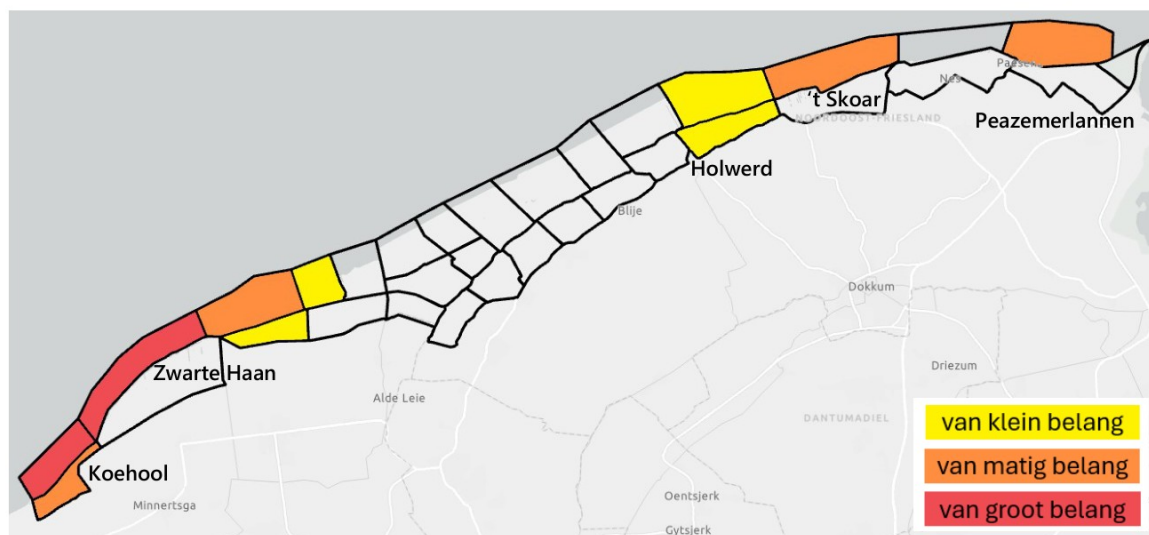 Paesens
Nes
't Skoar
NOORDOOST-FRIESLAND
Peazemerlannen
Holwerd
Blije
Dokkum
Zwarte Haan
Driezum
Alde Leie
DANTUMADIEL
van klein belang
Koehool
van matig belang
Minnertsga
Oentsjerk
van groot belang
Gytsjerk